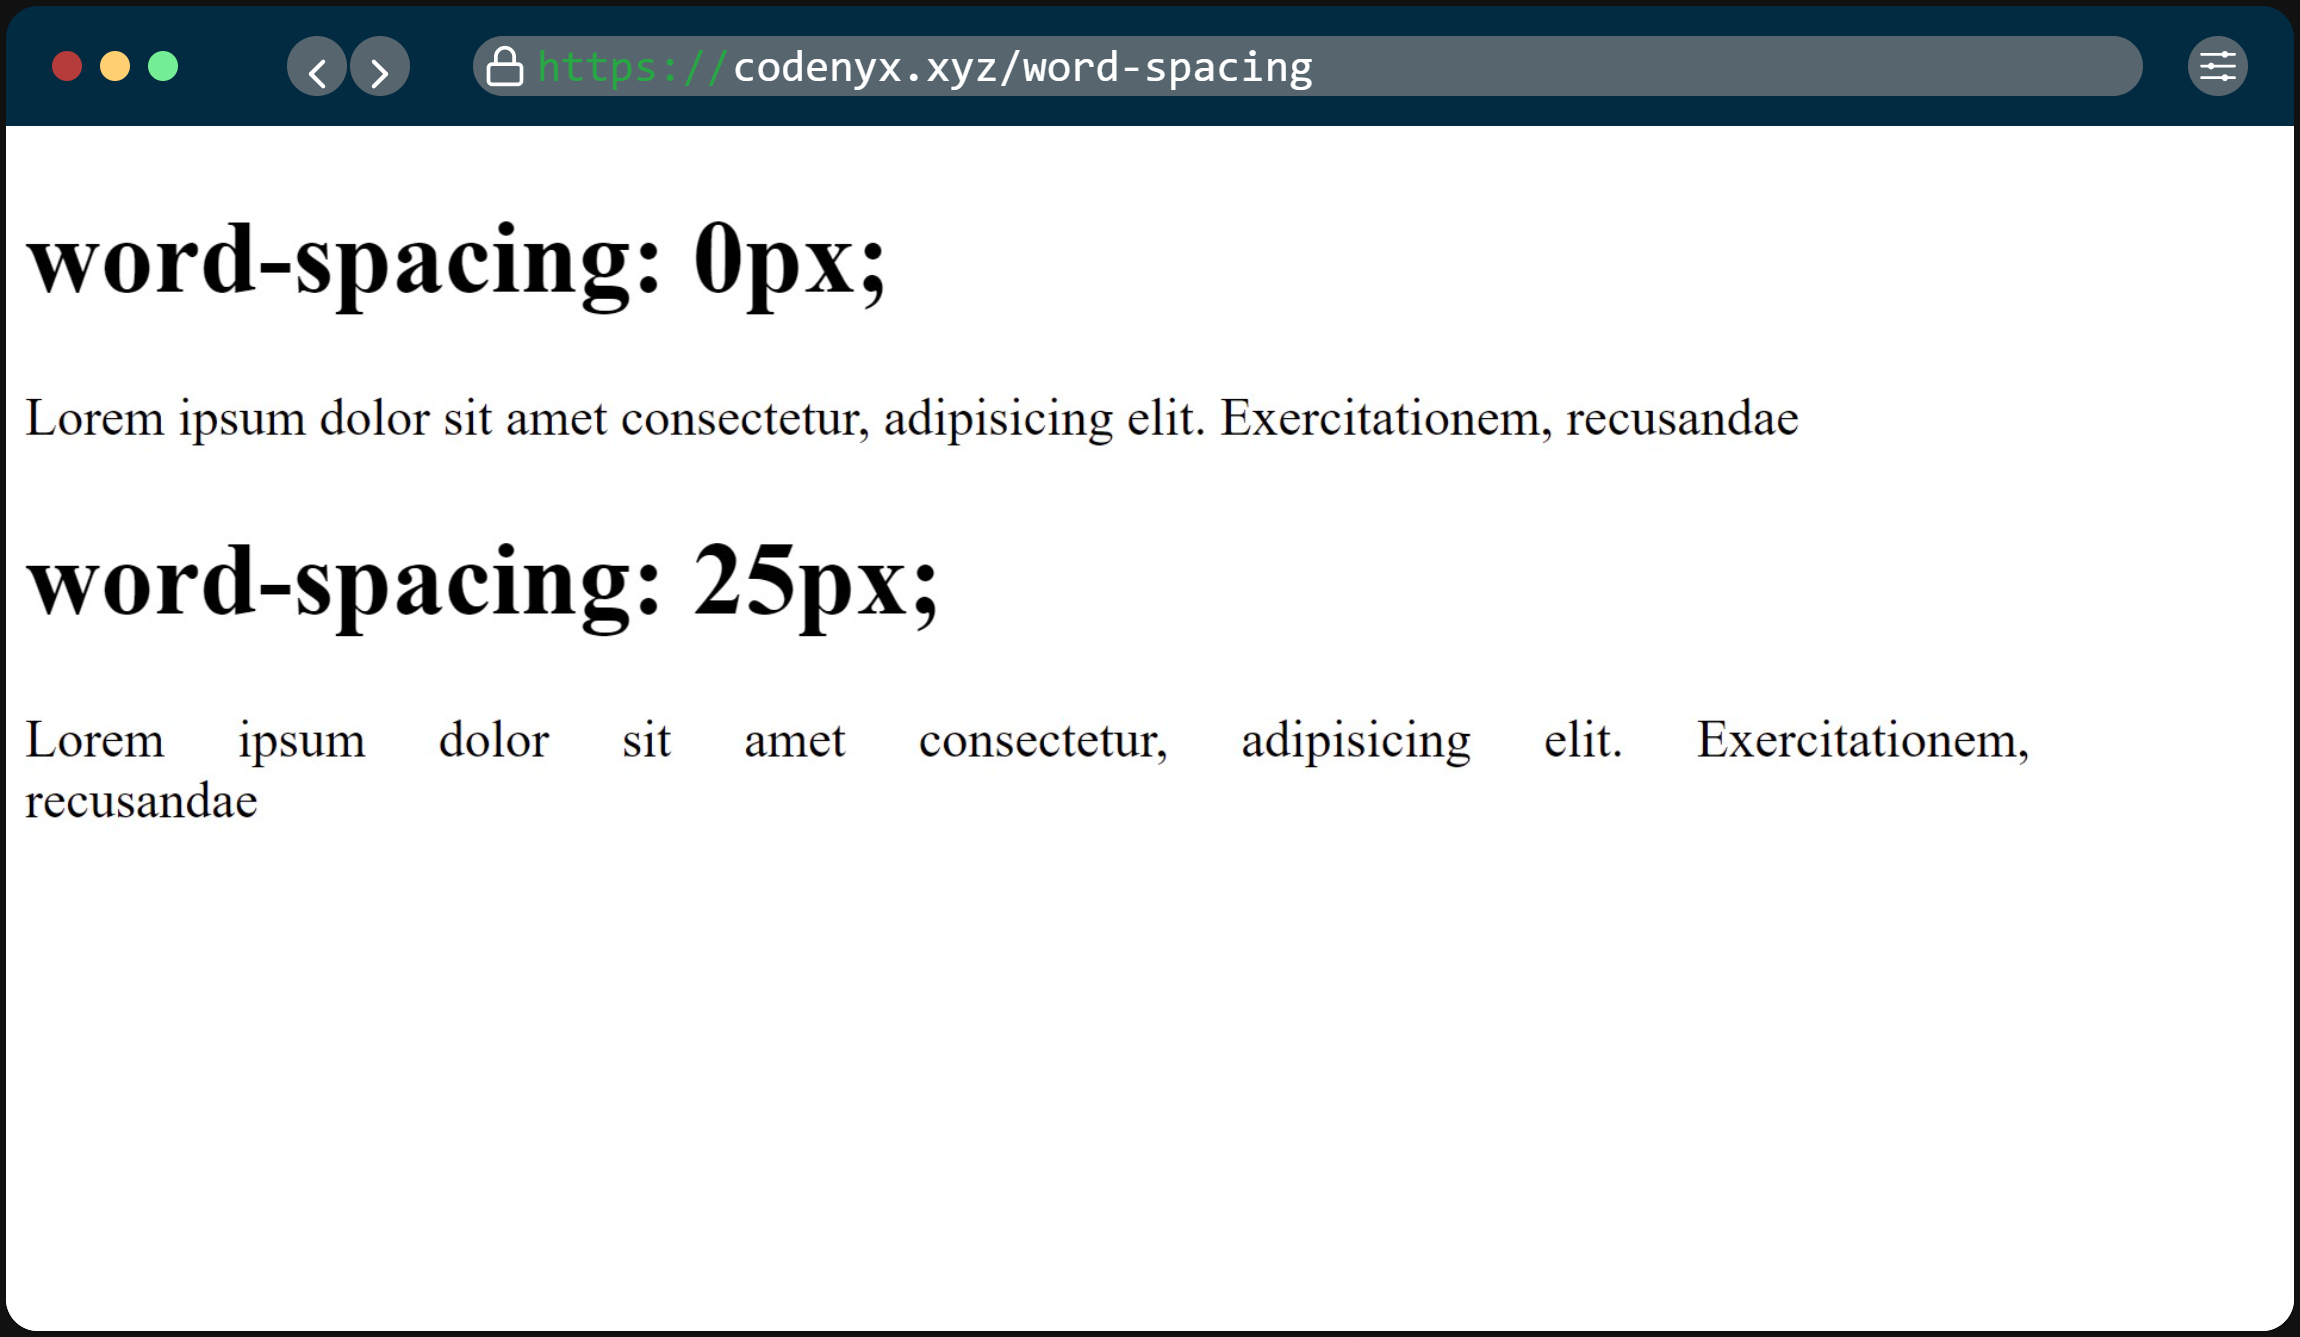 https://codenyx.xyz/word-spacing
word-spacing: 0px;
Lorem ipsum dolor sit amet consectetur, adipisicing elit. Exercitationem, recusandae
word-spacing: 25px;
Lorem ipsum dolor sit amet consectetur, adipisicing elit. Exercitationem,
recusandae